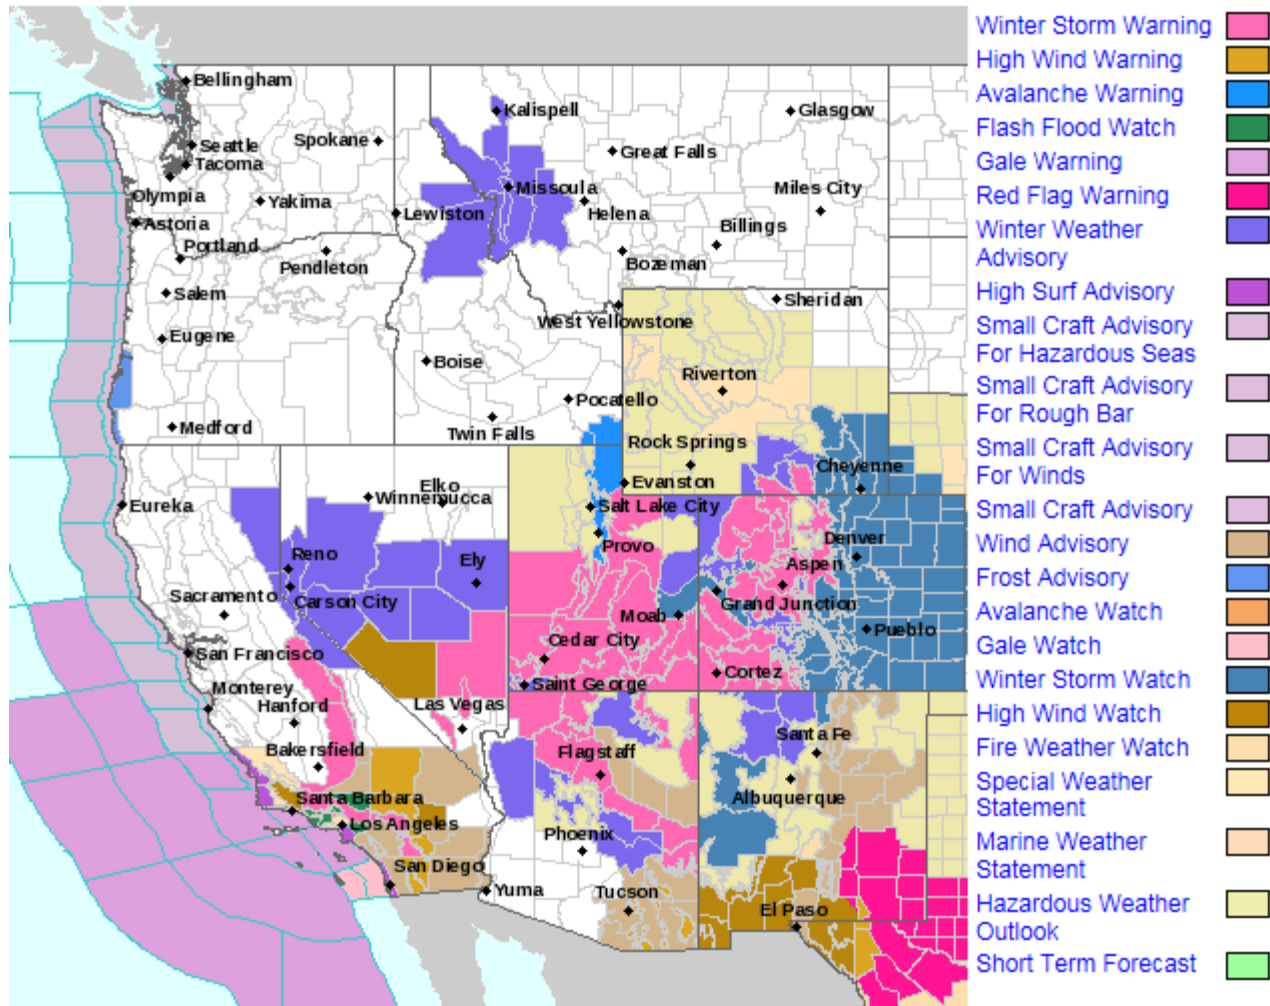 Bellingham
Seattle
Tacoma
Olympia
Spokane
Yakima
Astoria
Portland
Pendleton
Salem
Eugene
Medford
Kalispell
Glasgow
Great Falls
Missoula
Helena
Miles City
Lewiston
Billings
Bozeman
West Yellowstone
Sheridan
Boise
Pocatello
Twin Falls
Riverton
Rock Springs
Evanston
Cheyenne
Eureka
Elko
Winnemucca
Salt Lake City
Provo
Reno
Ely
Carson City
Sacramento
San Francisco
Denver
Aspen
Grand Junction
Moab
Pueblo
Cedar City
Saint George
Cortez
Monterey
Hanford
Las Vegas
Bakersfield
Flagstaff
Santa Fe
Albuquerque
Santa Barbara
Los Angeles
San Diego
Phoenix
Yuma
Tucson
El Paso
Winter Storm Warning
High Wind Warning
Avalanche Warning
Flash Flood Watch
Gale Warning
Red Flag Warning
Winter Weather
Advisory
High Surf Advisory
Small Craft Advisory
For Hazardous Seas
Small Craft Advisory
For Rough Bar
Small Craft Advisory
For Winds
Small Craft Advisory
Wind Advisory
Frost Advisory
Avalanche Watch
Gale Watch
Winter Storm Watch
High Wind Watch
Fire Weather Watch
Special Weather
Statement
Marine Weather
Statement
Hazardous Weather
Outlook
Short Term Forecast